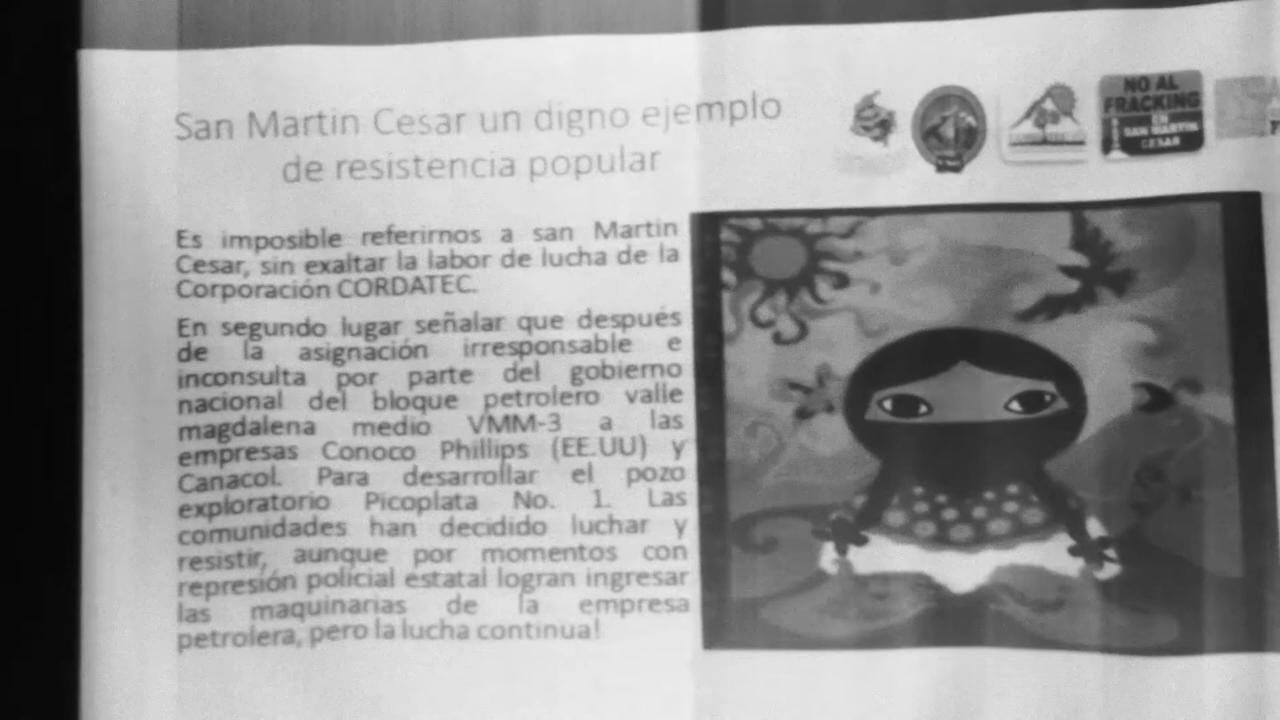 San Martin Cesar un digno ejemplo
de resistencia popular
NO AL
FRACKING
EN
SAN MARTIN
CESAR
Es imposible referirnos a san Martin
Cesar, sin exaltar la labor de lucha de la
Corporación CORDATEC.
En segundo lugar señalar que después
de la asignación irresponsable e
inconsulta por parte del gobierno
nacional del bloque petrolero valle
magdalena medio VMM-3 a las
empresas Conoco Phillips (EE.UU) y
Canacol. Para desarrollar el pozo
exploratorio Picoplata No. 1. Las
comunidades han decidido luchar y
resistir, aunque por momentos con
represión policial estatal logran ingresar
las maquinarias de la empresa
petrolera, pero la lucha continua!